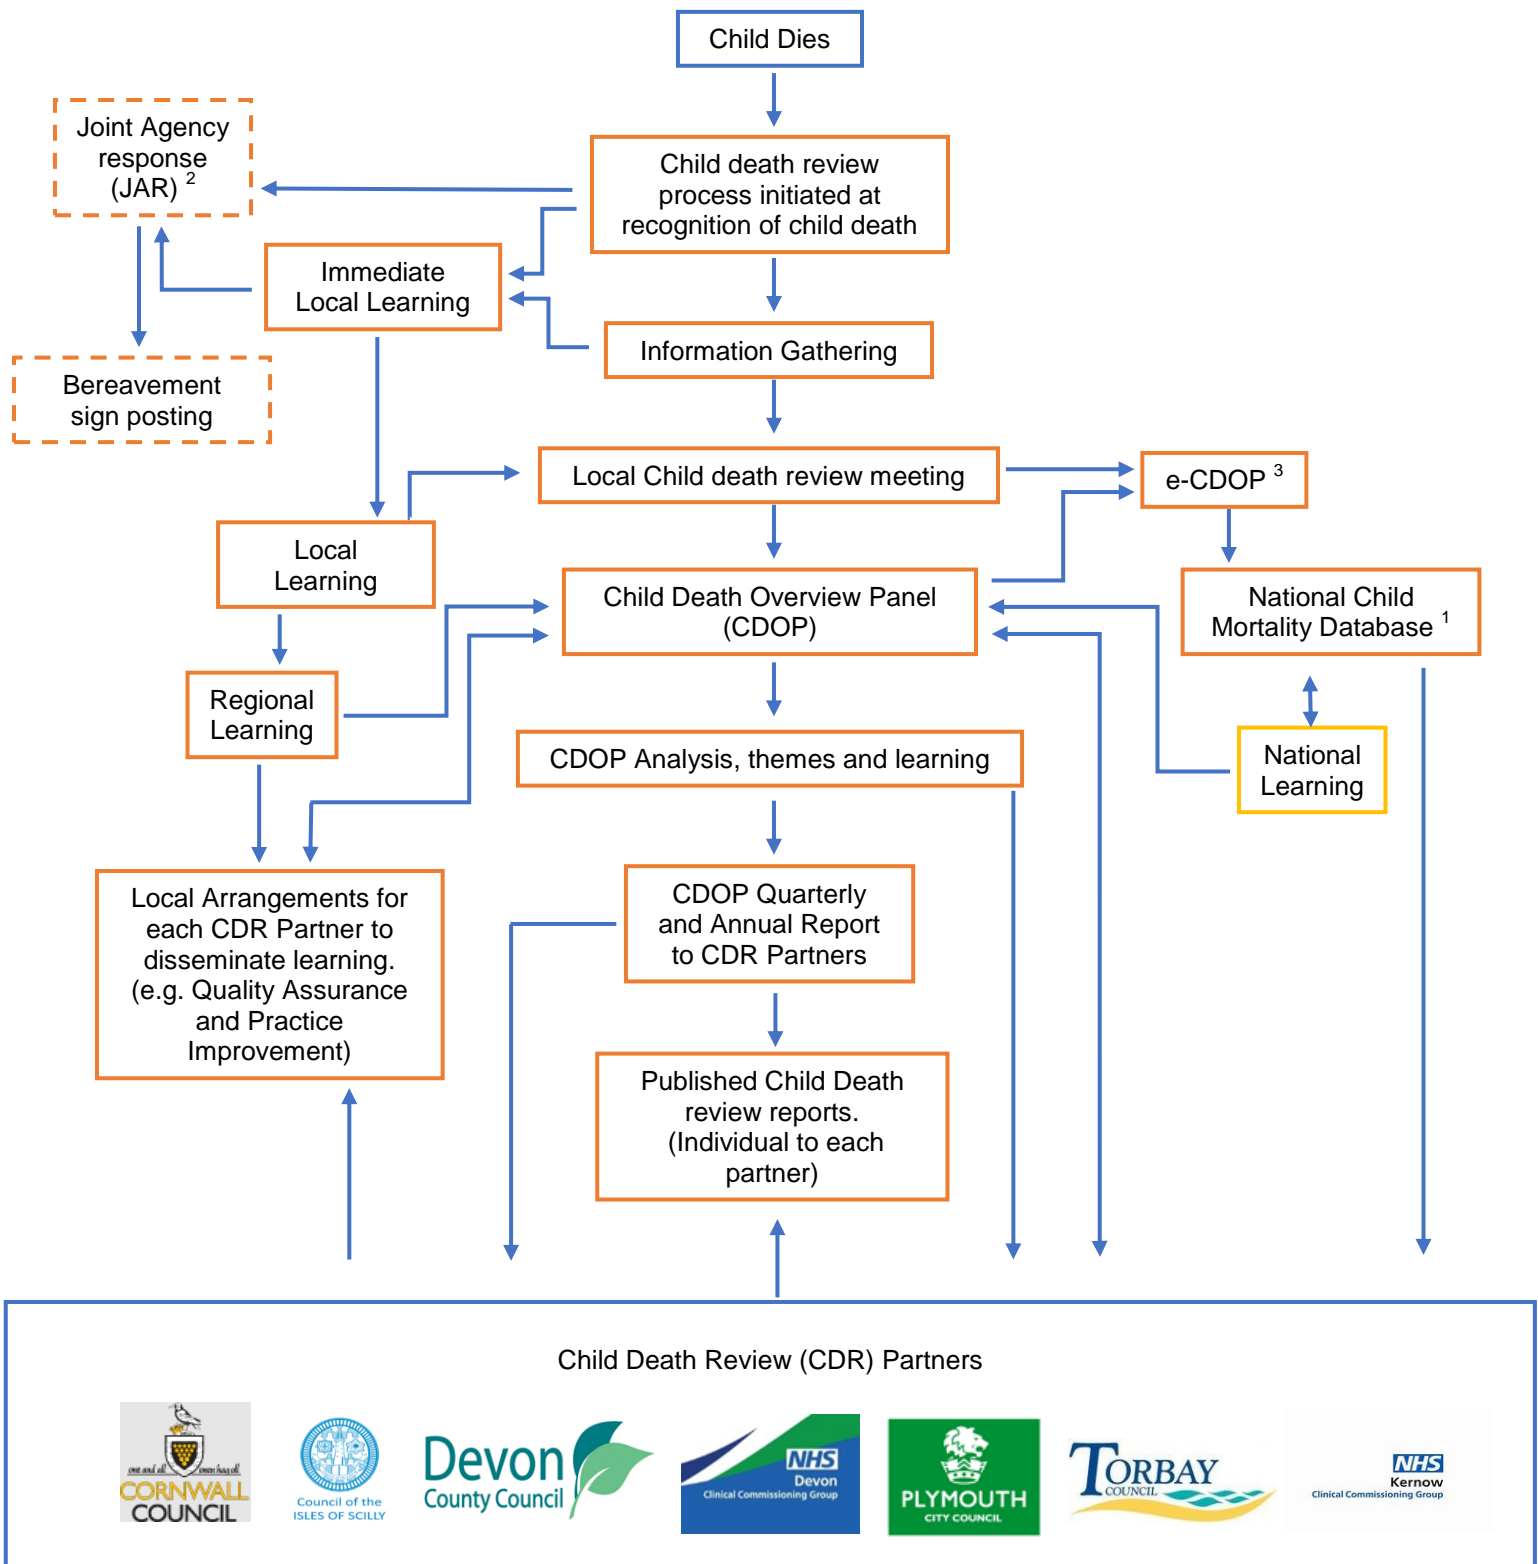 Child Dies
Joint Agency
response
(JAR) 2
Child death review
process initiated at
recognition of child death
Immediate
Local Learning
Information Gathering
Bereavement
sign posting
Local Child death review meeting
e-CDOP 3
Local
Learning
Child Death Overview Panel
(CDOP)
National Child
Mortality Database 1
Regional
Learning
CDOP Analysis, themes and learning
National
Learning
Local Arrangements for
each CDR Partner to
disseminate learning.
(e.g. Quality Assurance
and Practice
Improvement)
CDOP Quarterly
and Annual Report
to CDR Partners
Published Child Death
review reports.
(Individual to each
partner)
Child Death Review (CDR) Partners
one and all onen hag oll
CORNWALL
COUNCIL
Council of the
ISLES OF SCILLY
Devon
County Council
NHS
Devon
Clinical Commissioning Group
PLYMOUTH
CITY COUNCIL
TORBAY
COUNCIL
NHS
Kernow
Clinical Commissioning Group